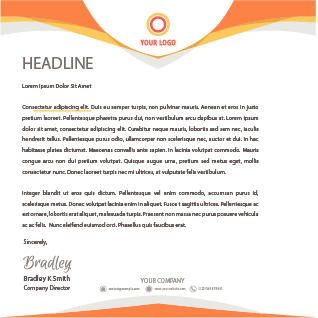 YOUR LOGO
HEADLINE
Lorem Ipsum Dolor Sit Amet
Consectetur adipiscing elit. Duis eu semper turpis, non pulvinar mauris. Aenean et eros in justo
pretium laoreet. Pellentesque pharetra purus dui, non vestibulum arcu dapibus at. Lorem ipsum
dolor sit amet, consectetur adipiscing elit. Curabitur neque mauris, lobortis sed sem nec, iaculis
hendrerit tellus. Pellentesque purus odio, ullamcorper non scelerisque nec, auctor et dui. In hac
habitasse platea dictumst. Maecenas convallis ante sapien. In lacinia volutpat commodo. Mauris
congue arcu non dui pretium volutpat. Quisque augue urna, pretium sed metus eget, mollis
consectetur nunc. Donec laoreet turpis nec mi ultrices, at vulputate felis vestibulum.
Integer blandit ut eros quis dictum. Pellentesque vel enim commodo, accumsan purus id,
scelerisque metus. Donec volutpat lacinia enim in aliquet. Fusce t sagittis ultrices. Pellentesque ac
est ornare, lobortis erat aliquet, malesuada turpis. Praesent non massa nec purus posuere vehicula
ac ac felis. Nunc eleifend euismod orci. Phasellus quis faucibus erat.
Sincerely,
Bradley
Bradley K Smith
Company Director
YOUR COMPANY